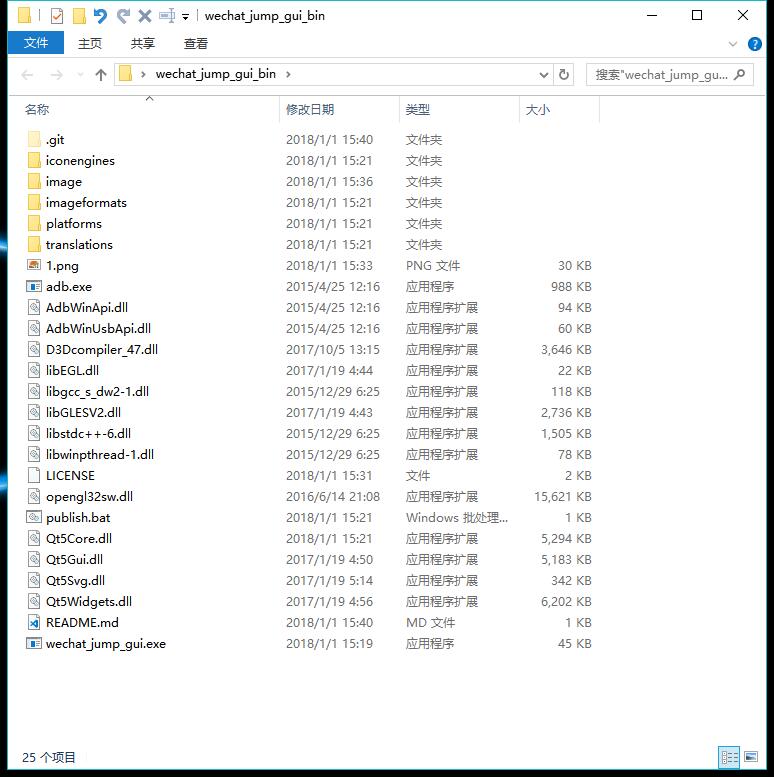 wechat_jump_gui_bin
文件 主页 共享 查看
wechat_jump_gui_bin 搜索"wechat_jump_gu...
名称 修改日期 类型 大小
.git 2018/1/1 15:40 文件夹
iconengines 2018/1/1 15:21 文件夹
image 2018/1/1 15:36 文件夹
imageformats 2018/1/1 15:21 文件夹
platforms 2018/1/1 15:21 文件夹
translations 2018/1/1 15:21 文件夹
1.png 2018/1/1 15:33 PNG 文件 30 KB
adb.exe 2015/4/25 12:16 应用程序 988 KB
AdbWinApi.dll 2015/4/25 12:16 应用程序扩展 94 KB
AdbWinUsbApi.dll 2015/4/25 12:16 应用程序扩展 60 KB
D3Dcompiler_47.dll 2017/10/5 13:15 应用程序扩展 3,646 KB
libEGL.dll 2017/1/19 4:44 应用程序扩展 22 KB
libgcc_s_dw2-1.dll 2015/12/29 6:25 应用程序扩展 118 KB
libGLESV2.dll 2017/1/19 4:43 应用程序扩展 2,736 KB
libstdc++-6.dll 2015/12/29 6:25 应用程序扩展 1,505 KB
libwinpthread-1.dll 2015/12/29 6:25 应用程序扩展 78 KB
LICENSE 2018/1/1 15:31 文件 2 KB
opengl32sw.dll 2016/6/14 21:08 应用程序扩展 15,621 KB
publish.bat 2018/1/1 15:21 Windows 批处理... 1 KB
Qt5Core.dll 2018/1/1 15:21 应用程序扩展 5,294 KB
Qt5Gui.dll 2017/1/19 4:50 应用程序扩展 5,183 KB
Qt5Svg.dll 2017/1/19 5:14 应用程序扩展 342 KB
Qt5Widgets.dll 2017/1/19 4:56 应用程序扩展 6,202 KB
README.md 2018/1/1 15:40 MD 文件 1 KB
wechat_jump_gui.exe 2018/1/1 15:19 应用程序 45 KB
25 个项目